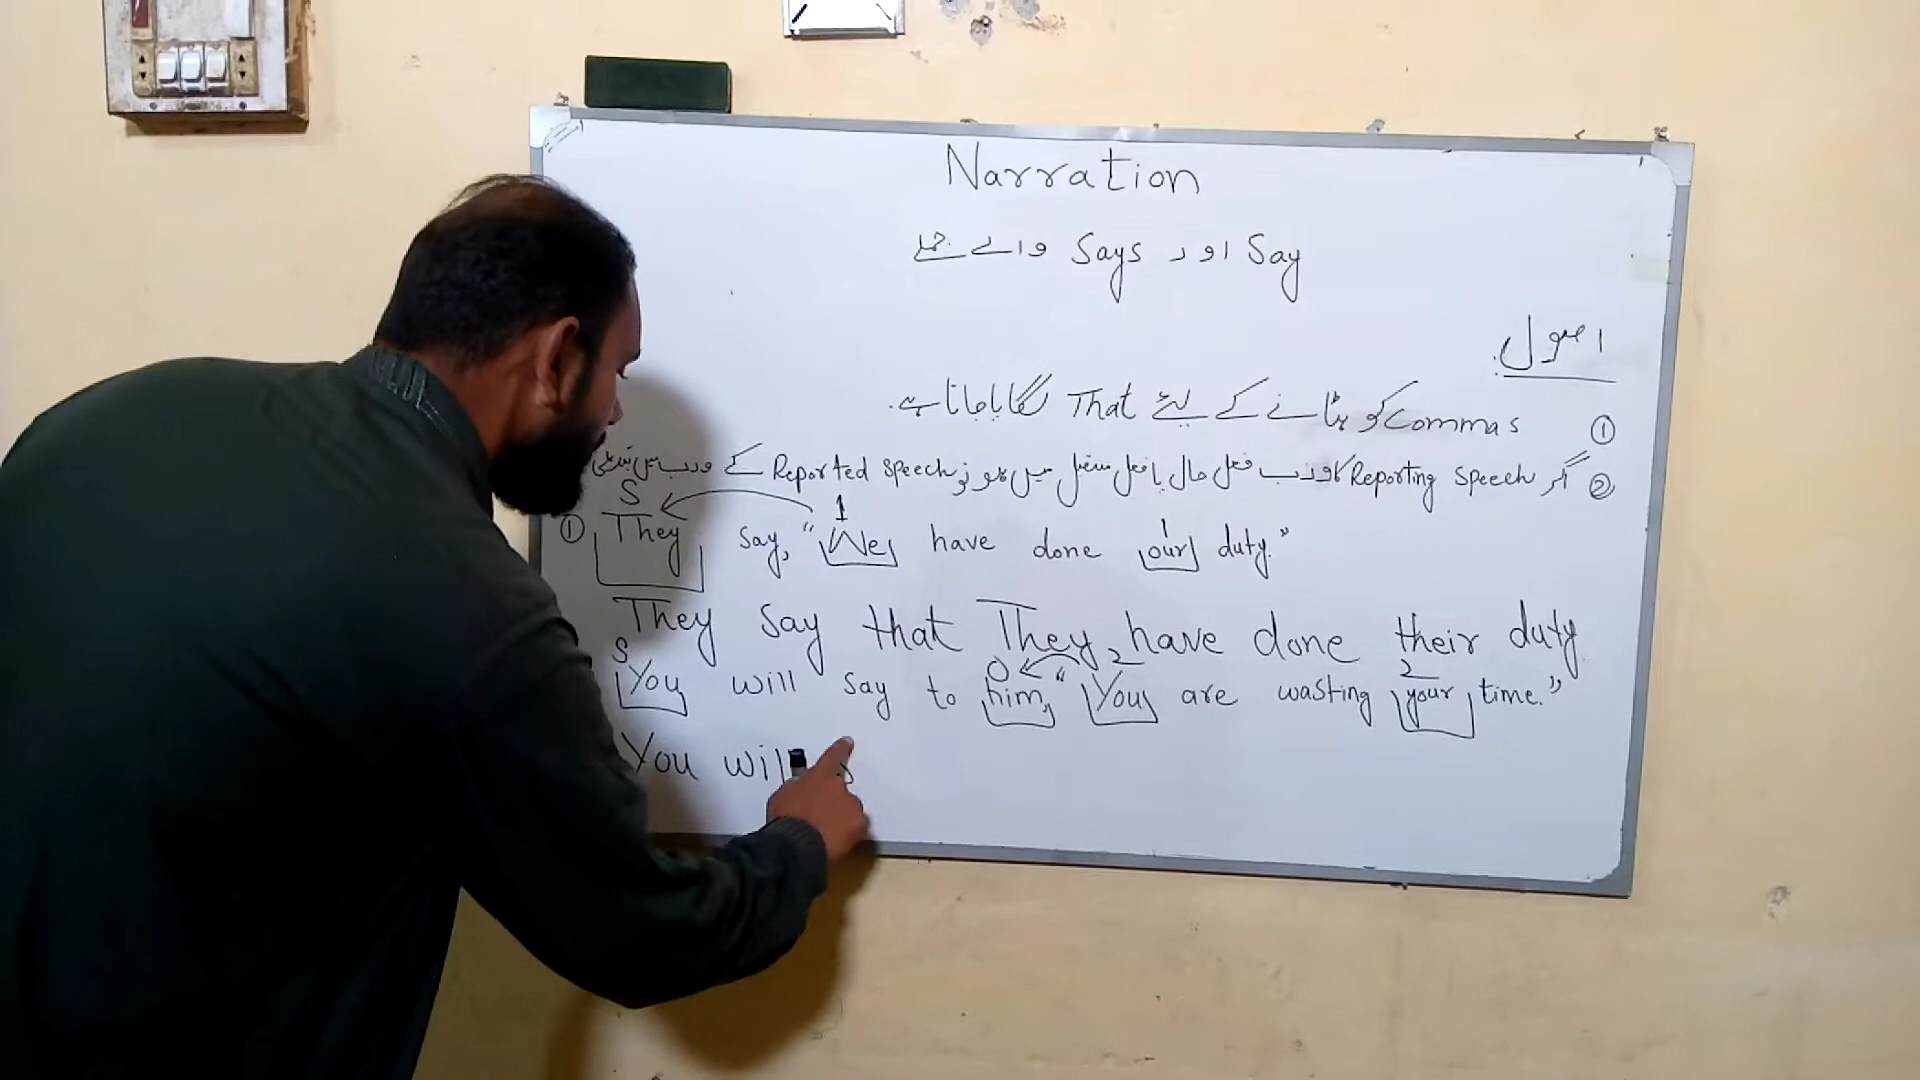 Narration
Say اور Says والے جملے
اصول
① Commas کو ہٹانے کے لیئے That لگایا جاتا ہے۔
② اگر Reporting speech کا ورب فعل حال یا فعل مستقبل میں ہو تو Reported speech کے ورب میں تبدیلی
S 1 1
① They say, "We have done our duty."
They say that They have done their duty
S O 2 2
You will say to him, "You are wasting your time."
You will s